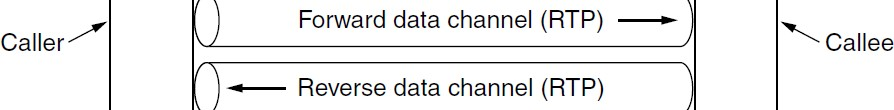 Forward data channel (RTP)
Caller
Callee
Reverse data channel (RTP)